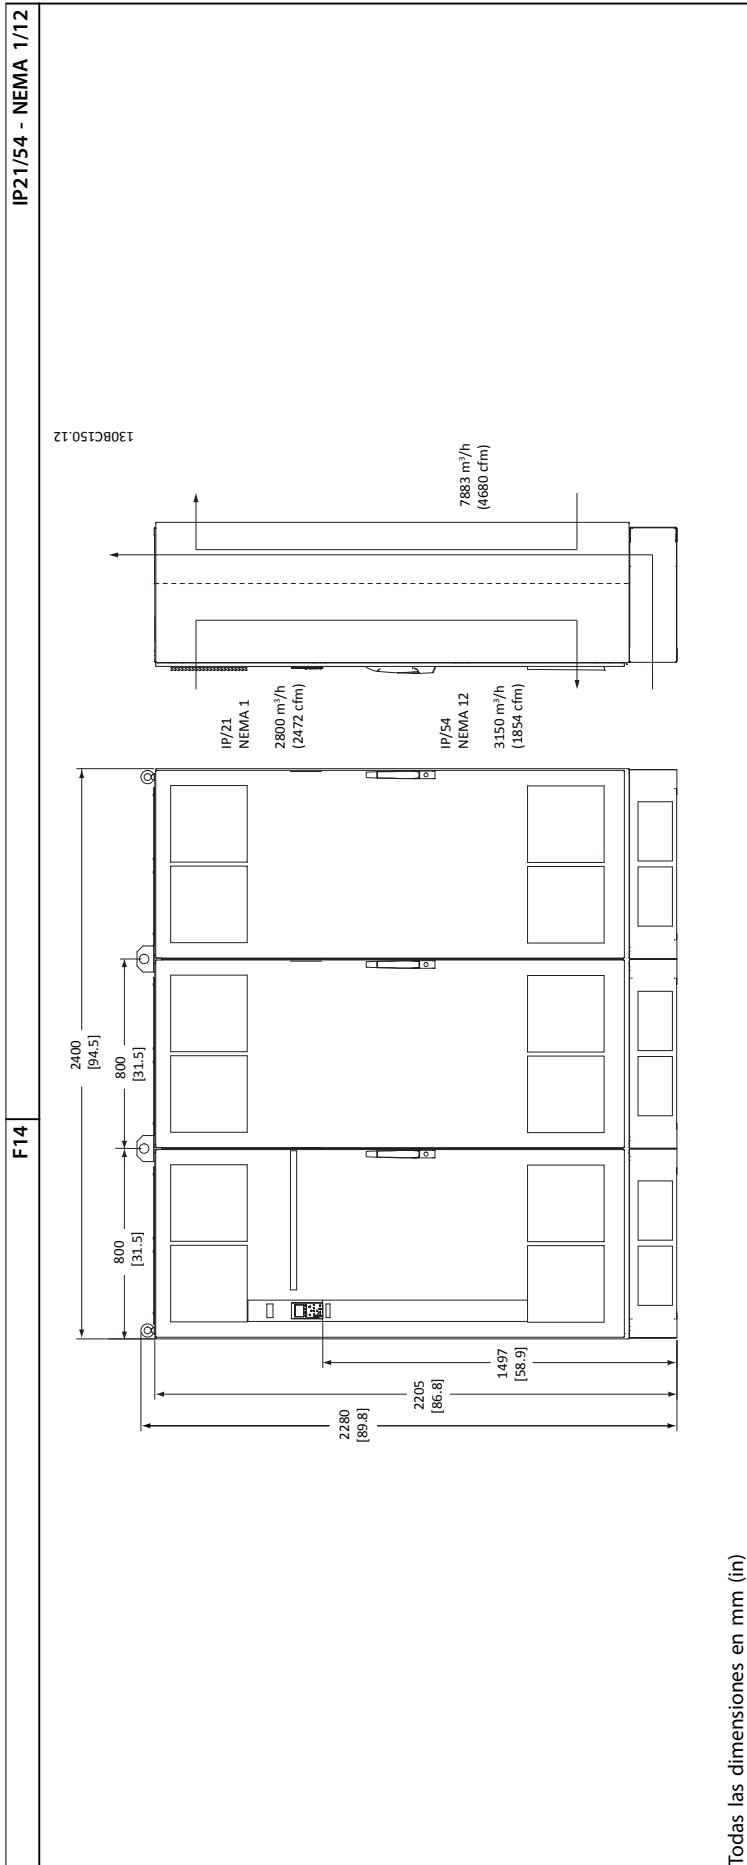 F14
IP21/54 - NEMA 1/12
130BC150.12
2400
[94.5]
800
[31.5]
800
[31.5]
2280
[89.8]
2205
[86.8]
1497
[58.9]
IP/21
NEMA 1
2800 m³/h
(2472 cfm)
IP/54
NEMA 12
3150 m³/h
(1854 cfm)
7883 m³/h
(4680 cfm)
Todas las dimensiones en mm (in)